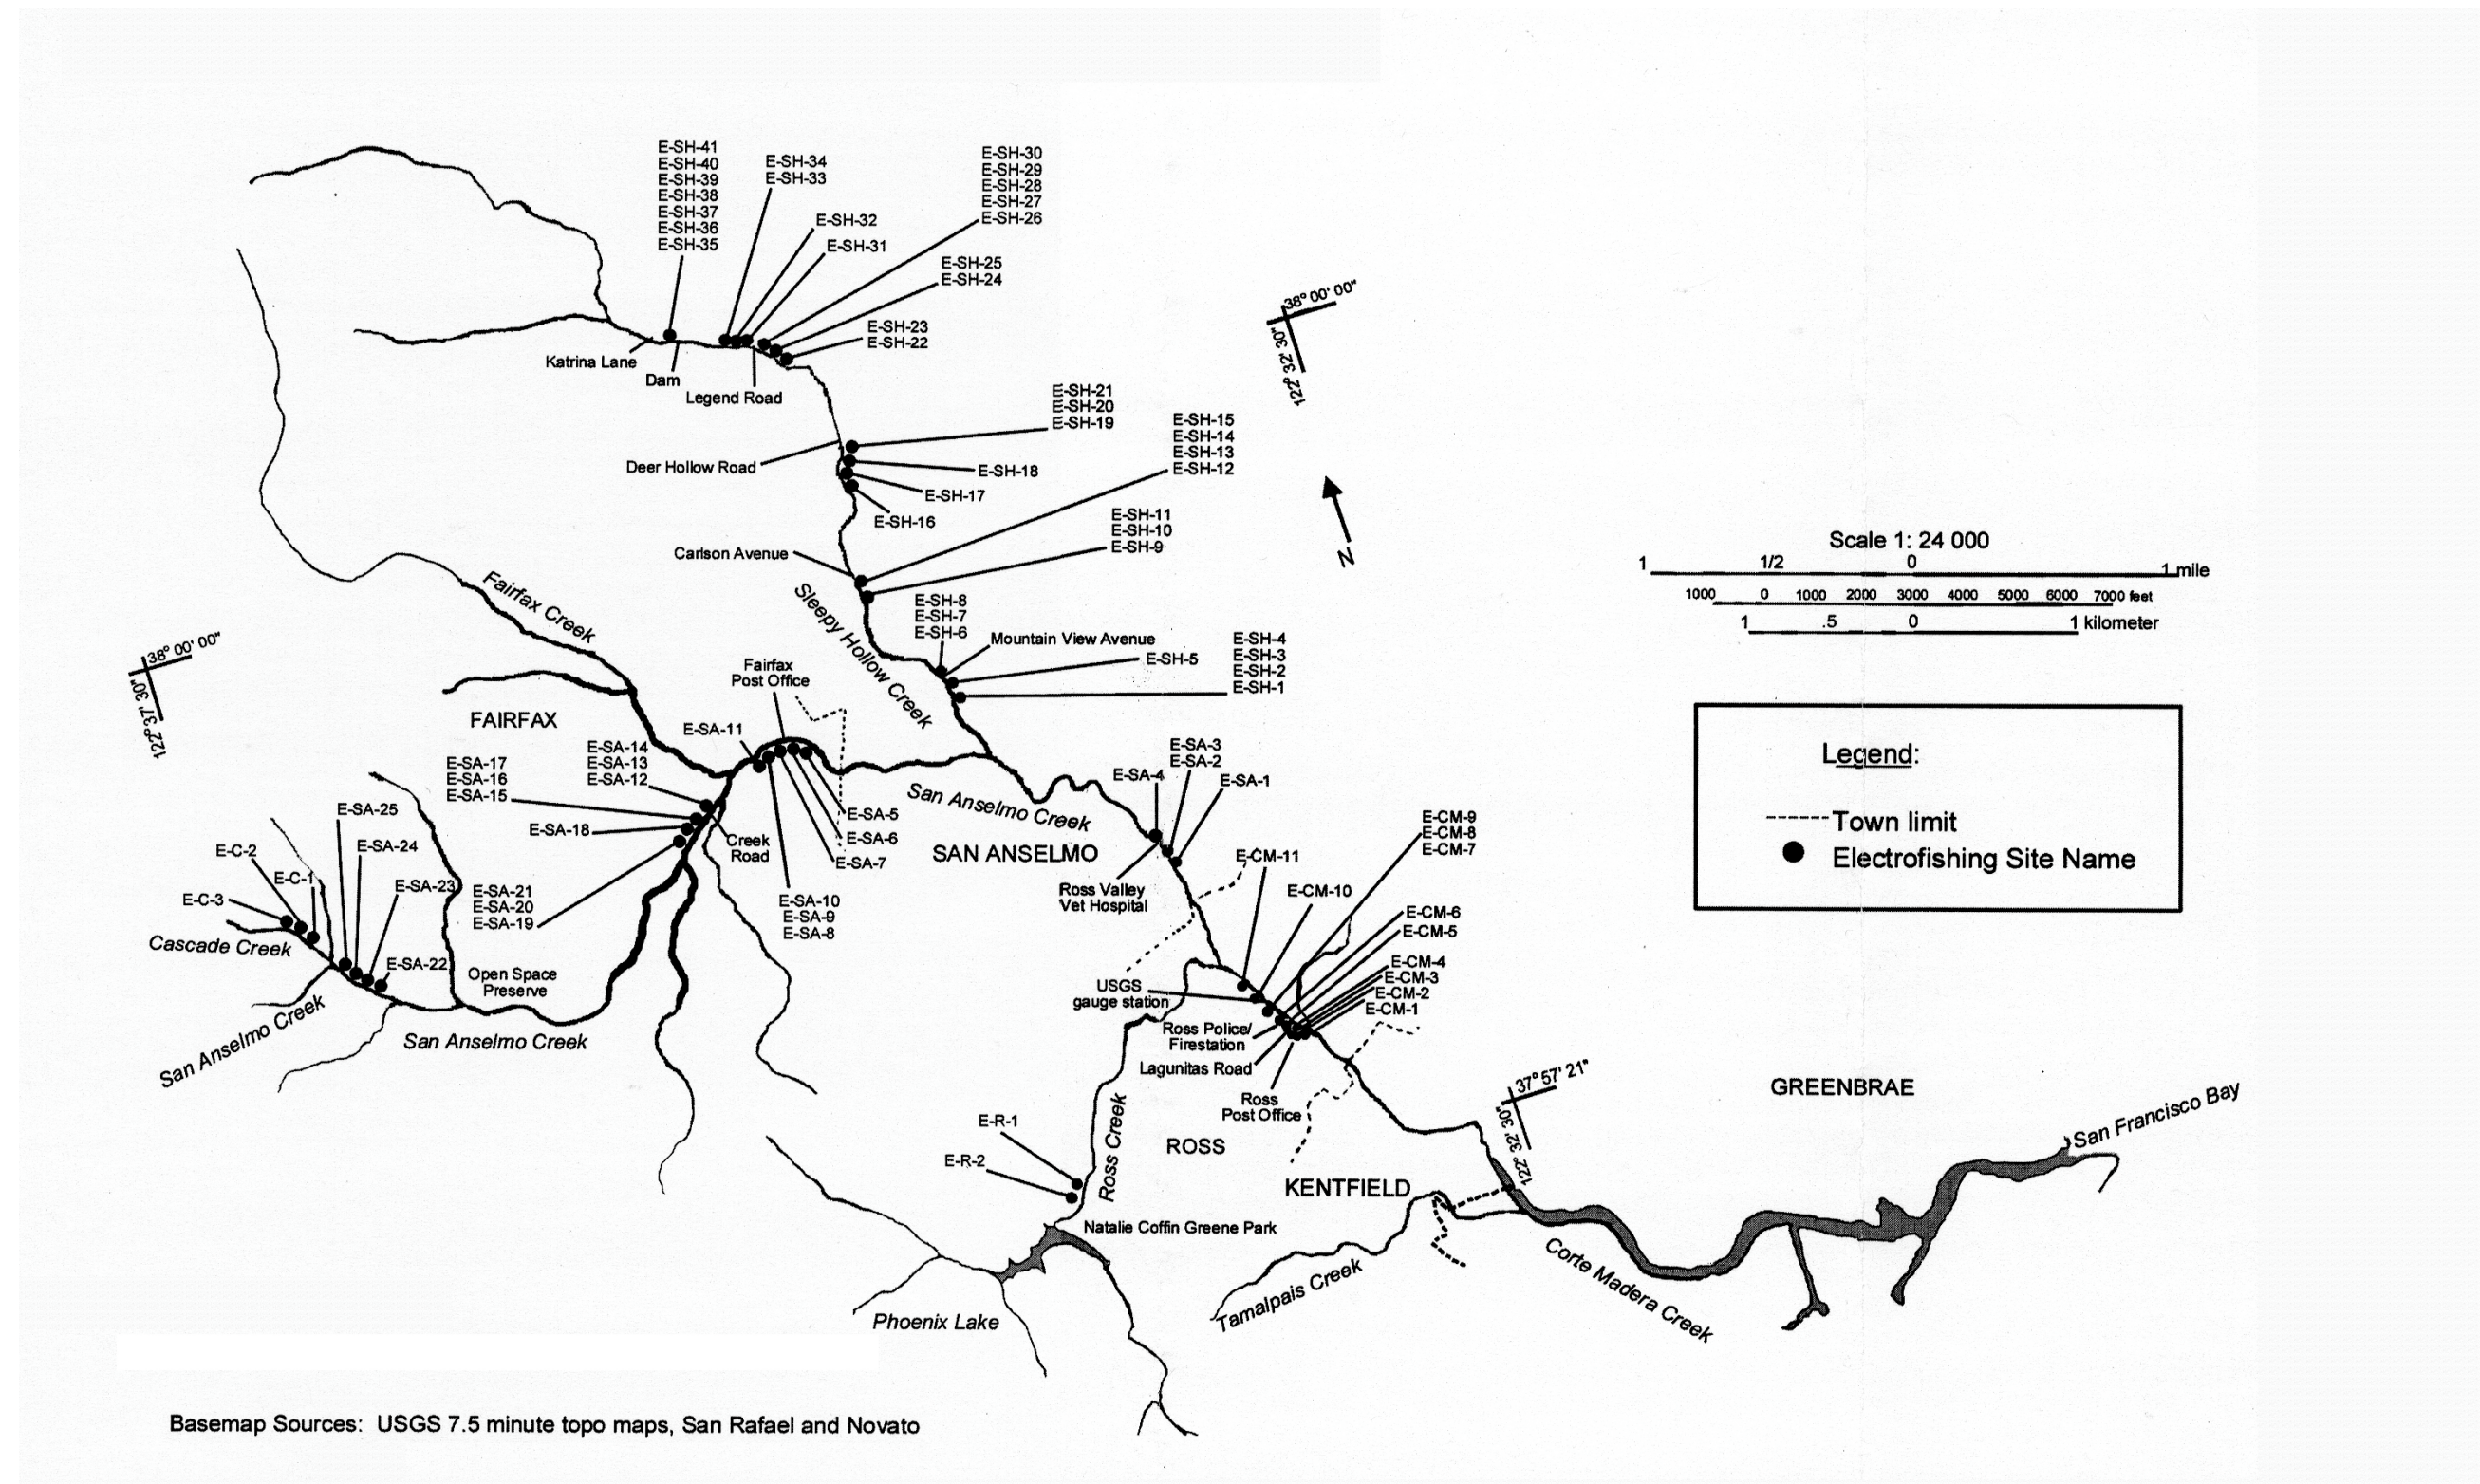 E-SH-41
E-SH-40
E-SH-39
E-SH-38
E-SH-37
E-SH-36
E-SH-35
E-SH-34
E-SH-33
E-SH-32
E-SH-31
E-SH-30
E-SH-29
E-SH-28
E-SH-27
E-SH-26
E-SH-25
E-SH-24
E-SH-23
E-SH-22
Katrina Lane
Dam
Legend Road
38° 00' 00"
122° 32' 30"
E-SH-21
E-SH-20
E-SH-19
Deer Hollow Road
E-SH-18
E-SH-17
E-SH-16
E-SH-15
E-SH-14
E-SH-13
E-SH-12
E-SH-11
E-SH-10
E-SH-9
Carlson Avenue
N
Scale 1: 24 000
1 1/2 0 1 mile
1000 0 1000 2000 3000 4000 5000 6000 7000 feet
1 .5 0 1 kilometer
Fairfax Creek
Sleepy Hollow Creek
E-SH-8
E-SH-7
E-SH-6
Mountain View Avenue
E-SH-5
E-SH-4
E-SH-3
E-SH-2
E-SH-1
38° 00' 00"
122° 37' 30"
Fairfax
Post Office
FAIRFAX
E-SA-11
E-SA-14
E-SA-13
E-SA-12
E-SA-17
E-SA-16
E-SA-15
E-SA-18
E-SA-21
E-SA-20
E-SA-19
Creek
Road
E-SA-5
E-SA-6
E-SA-7
E-SA-10
E-SA-9
E-SA-8
San Anselmo Creek
SAN ANSELMO
E-SA-4
E-SA-3
E-SA-2
E-SA-1
Ross Valley
Vet Hospital
Legend:
Town limit
Electrofishing Site Name
E-SA-25
E-SA-24
E-SA-23
E-SA-22
E-C-2
E-C-1
E-C-3
Cascade Creek
San Anselmo Creek
Open Space
Preserve
San Anselmo Creek
E-CM-11
E-CM-10
E-CM-9
E-CM-8
E-CM-7
E-CM-6
E-CM-5
E-CM-4
E-CM-3
E-CM-2
E-CM-1
USGS
gauge station
Ross Police/
Firestation
Lagunitas Road
Ross
Post Office
37° 57' 21"
122° 32' 30"
GREENBRAE
San Francisco Bay
E-R-1
E-R-2
Ross Creek
ROSS
KENTFIELD
Natalie Coffin Greene Park
Phoenix Lake
Tamalpais Creek
Corte Madera Creek
Basemap Sources: USGS 7.5 minute topo maps, San Rafael and Novato